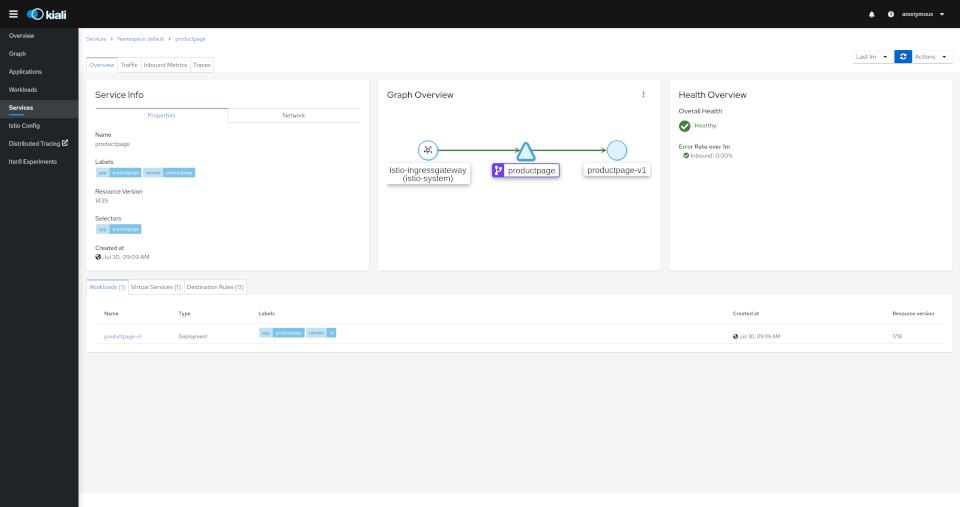 kiali
anonymous
Overview
Graph
Applications
Workloads
Services
Istio Config
Distributed Tracing
Iter8 Experiments
Services > Namespace: default > productpage
Overview Traffic Inbound Metrics Traces
Last 1m Actions
Service Info
Properties Network
Name
productpage
Labels
app productpage service productpage
Resource Version
1439
Selectors
app productpage
Created at
Jul 30, 09:09 AM
Graph Overview
istio-ingressgateway
(istio-system)
productpage
productpage-v1
Health Overview
Overall Health
Healthy
Error Rate over 1m
Inbound: 0.00%
Workloads (1) Virtual Services (1) Destination Rules (0)
Name Type Labels Created at Resource version
productpage-v1 Deployment app productpage version v1 Jul 30, 09:09 AM 1718